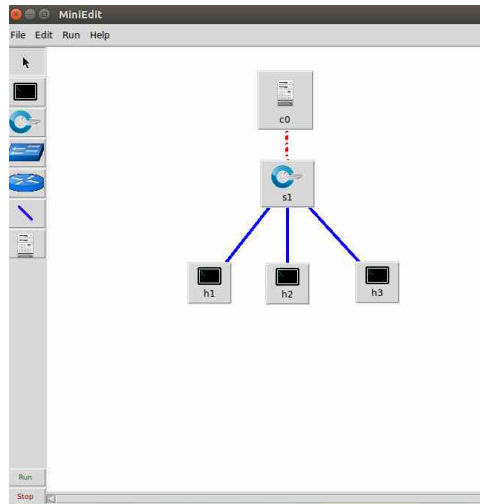 MiniEdit
File Edit Run Help
c0
s1
h1 h2 h3
Run
Stop